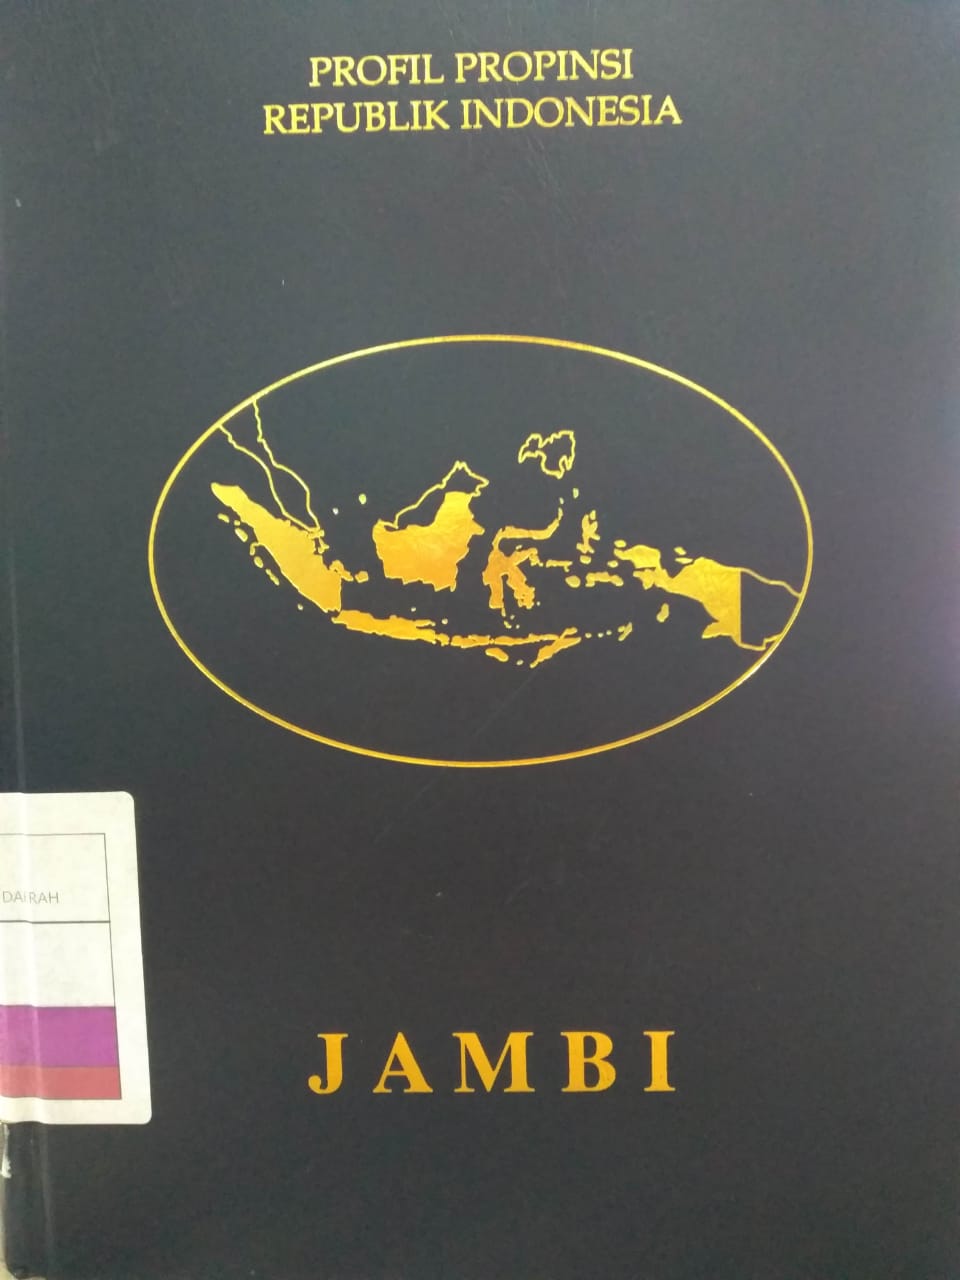 PROFIL PROPINSI
REPUBLIK INDONESIA
DAERAH
JAMBI